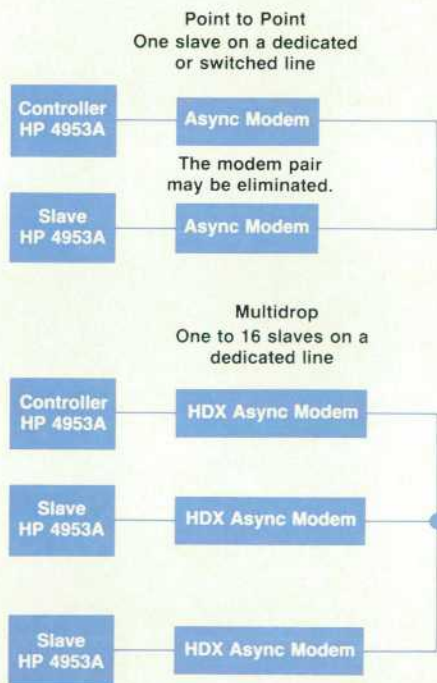 Point to Point
One slave on a dedicated
or switched line
Controller
HP 4953A
Async Modem
The modem pair
may be eliminated.
Slave
HP 4953A
Async Modem
Multidrop
One to 16 slaves on a
dedicated line
Controller
HP 4953A
HDX Async Modem
Slave
HP 4953A
HDX Async Modem
Slave
HP 4953A
HDX Async Modem